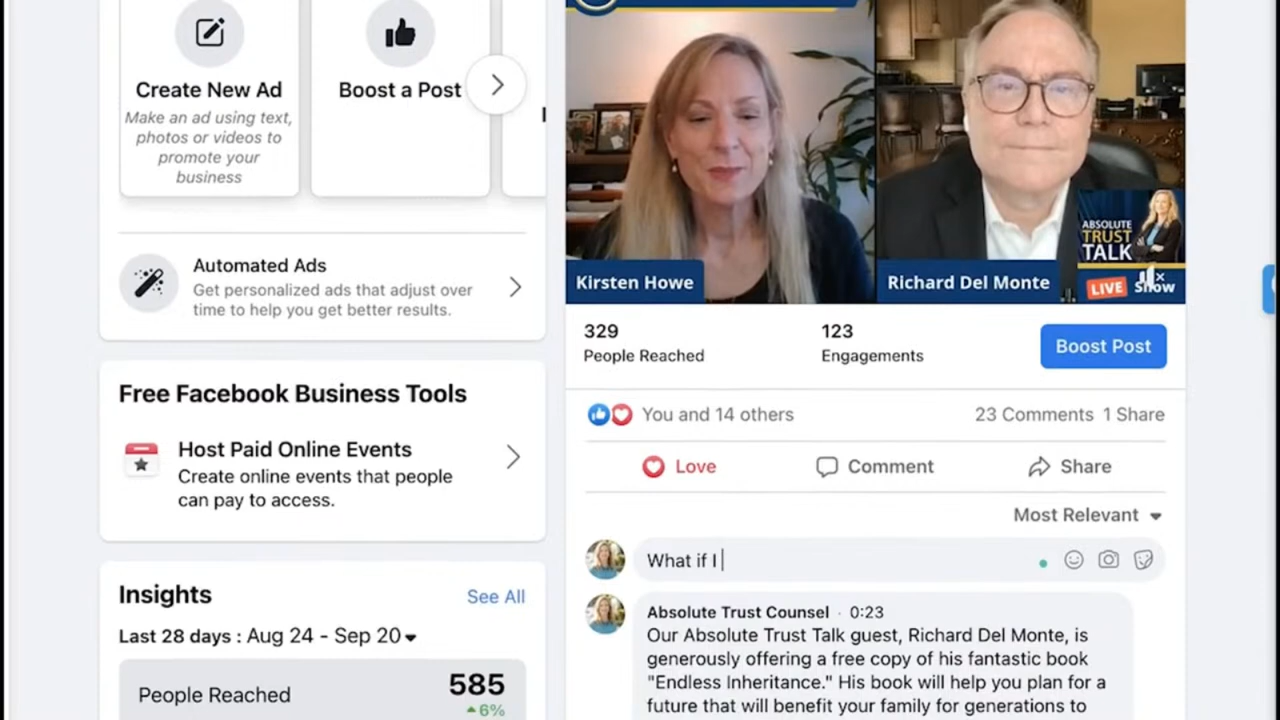 Create New Ad
Make an ad using text,
photos or videos to
promote your
business
Boost a Post
Automated Ads
Get personalized ads that adjust over
time to help you get better results.
Free Facebook Business Tools
Host Paid Online Events
Create online events that people
can pay to access.
Insights
See All
Last 28 days : Aug 24 - Sep 20
People Reached
585
6%
Kirsten Howe
Richard Del Monte
ABSOLUTE
TRUST
TALK
LIVE Show
329
People Reached
123
Engagements
Boost Post
You and 14 others
23 Comments 1 Share
Love
Comment
Share
Most Relevant
What if I
Absolute Trust Counsel · 0:23
Our Absolute Trust Talk guest, Richard Del Monte, is
generously offering a free copy of his fantastic book
"Endless Inheritance." His book will help you plan for a
future that will benefit your family for generations to